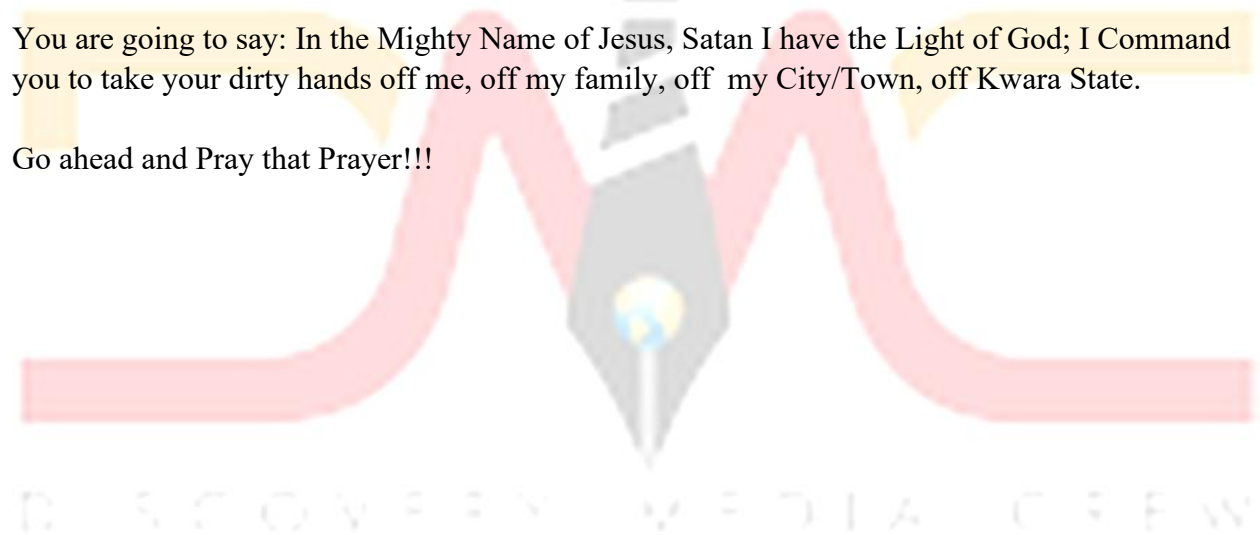 You are going to say: In the Mighty Name of Jesus, Satan I have the Light of God; I Command
you to take your dirty hands off me, off my family, off  my City/Town, off Kwara State.
Go ahead and Pray that Prayer!!!
DISCOVERY MEDIA CREW